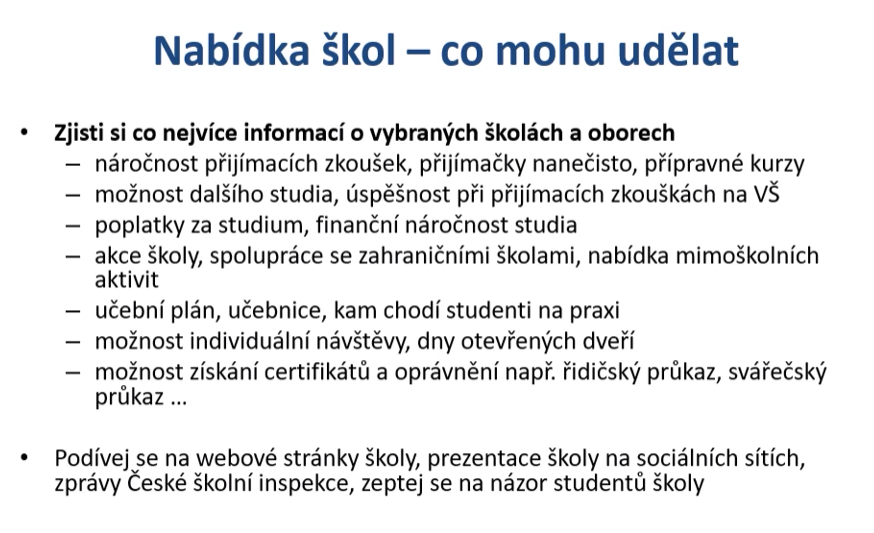 Nabídka škol – co mohu udělat
• Zjisti si co nejvíce informací o vybraných školách a oborech
– náročnost přijímacích zkoušek, přijímačky nanečisto, přípravné kurzy
– možnost dalšího studia, úspěšnost při přijímacích zkouškách na VŠ
– poplatky za studium, finanční náročnost studia
– akce školy, spolupráce se zahraničními školami, nabídka mimoškolních
aktivit
– učební plán, učebnice, kam chodí studenti na praxi
– možnost individuální návštěvy, dny otevřených dveří
– možnost získání certifikátů a oprávnění např. řidičský průkaz, svářečský
průkaz ...
• Podívej se na webové stránky školy, prezentace školy na sociálních sítích,
zprávy České školní inspekce, zeptej se na názor studentů školy